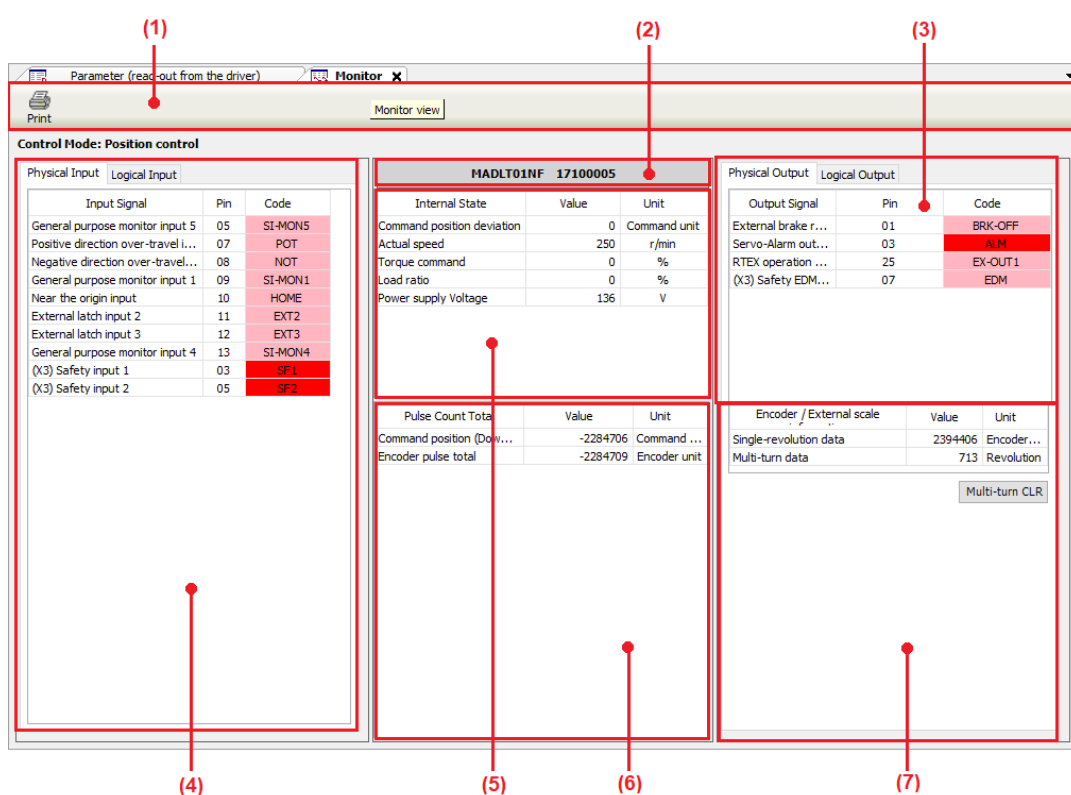 (1)
(2)
(3)
Parameter (read-out from the driver)
Monitor
Print
Monitor view
Control Mode: Position control
Physical Input
Logical Input
Input Signal Pin Code
General purpose monitor input 5 05 SI-MON5
Positive direction over-travel i... 07 POT
Negative direction over-travel... 08 NOT
General purpose monitor input 1 09 SI-MON1
Near the origin input 10 HOME
External latch input 2 11 EXT2
External latch input 3 12 EXT3
General purpose monitor input 4 13 SI-MON4
(X3) Safety input 1 03 SF1
(X3) Safety input 2 05 SF2
MADLT01NF 17100005
Internal State Value Unit
Command position deviation 0 Command unit
Actual speed 250 r/min
Torque command 0 %
Load ratio 0 %
Power supply Voltage 136 V
Pulse Count Total Value Unit
Command position (Dow... -2284706 Command ...
Encoder pulse total -2284709 Encoder unit
Physical Output
Logical Output
Output Signal Pin Code
External brake r... 01 BRK-OFF
Servo-Alarm out... 03 ALM
RTEX operation ... 25 EX-OUT1
(X3) Safety EDM... 07 EDM
Encoder / External scale Value Unit
Single-revolution data 2394406 Encoder...
Multi-turn data 713 Revolution
Multi-turn CLR
(4)
(5)
(6)
(7)